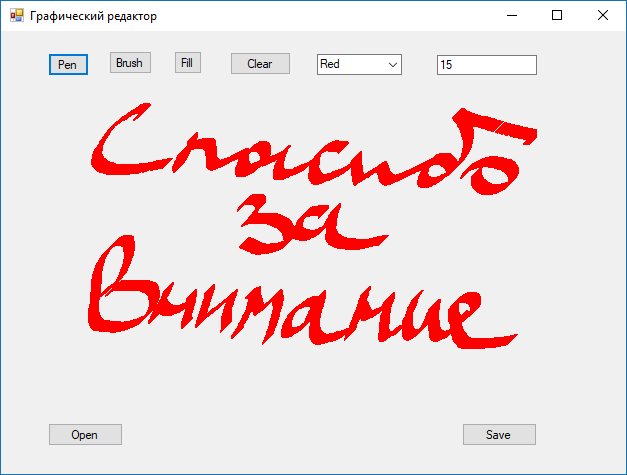 Графический редактор
Pen Brush Fill Clear Red 15
Спасибо
за
Внимание
Open Save